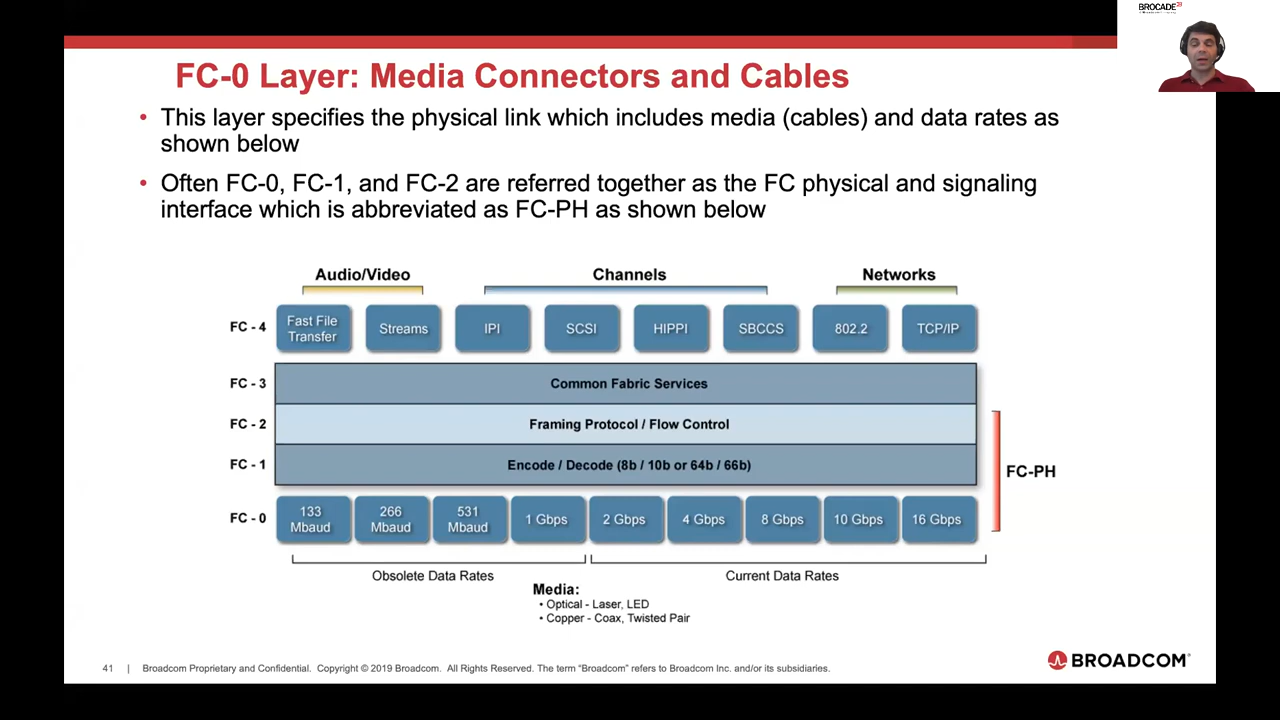 BROCADE
FC-0 Layer: Media Connectors and Cables
• This layer specifies the physical link which includes media (cables) and data rates as
shown below
• Often FC-0, FC-1, and FC-2 are referred together as the FC physical and signaling
interface which is abbreviated as FC-PH as shown below
Audio/Video Channels Networks
FC - 4 Fast File Transfer Streams IPI SCSI HIPPI SBCCS 802.2 TCP/IP
FC - 3 Common Fabric Services
FC - 2 Framing Protocol / Flow Control
FC - 1 Encode / Decode (8b / 10b or 64b / 66b)
FC-PH
FC - 0 133 Mbaud 266 Mbaud 531 Mbaud 1 Gbps 2 Gbps 4 Gbps 8 Gbps 10 Gbps 16 Gbps
Obsolete Data Rates Current Data Rates
Media:
• Optical - Laser, LED
• Copper - Coax, Twisted Pair
41 | Broadcom Proprietary and Confidential. Copyright © 2019 Broadcom. All Rights Reserved. The term “Broadcom” refers to Broadcom Inc. and/or its subsidiaries.
BROADCOM®